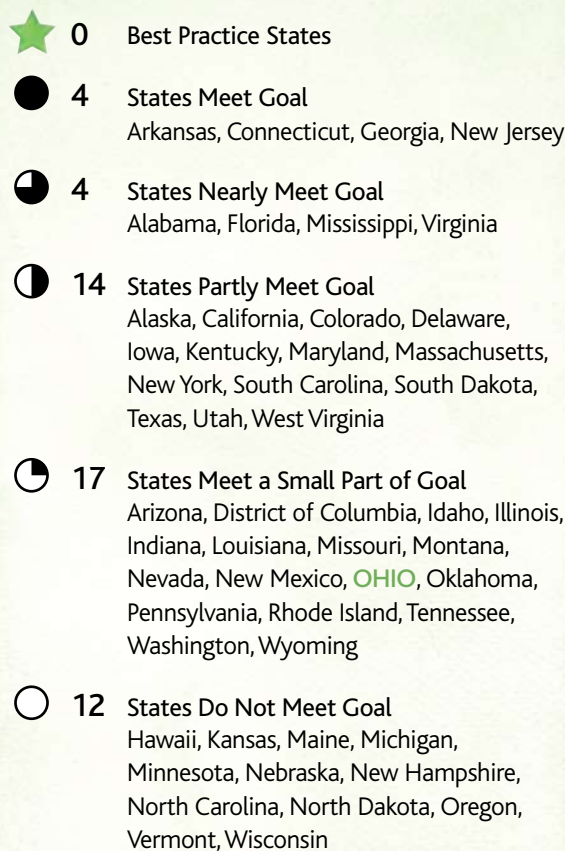 0 Best Practice States
4 States Meet Goal
Arkansas, Connecticut, Georgia, New Jersey
4 States Nearly Meet Goal
Alabama, Florida, Mississippi, Virginia
14 States Partly Meet Goal
Alaska, California, Colorado, Delaware,
Iowa, Kentucky, Maryland, Massachusetts,
New York, South Carolina, South Dakota,
Texas, Utah, West Virginia
17 States Meet a Small Part of Goal
Arizona, District of Columbia, Idaho, Illinois,
Indiana, Louisiana, Missouri, Montana,
Nevada, New Mexico, OHIO, Oklahoma,
Pennsylvania, Rhode Island, Tennessee,
Washington, Wyoming
12 States Do Not Meet Goal
Hawaii, Kansas, Maine, Michigan,
Minnesota, Nebraska, New Hampshire,
North Carolina, North Dakota, Oregon,
Vermont, Wisconsin